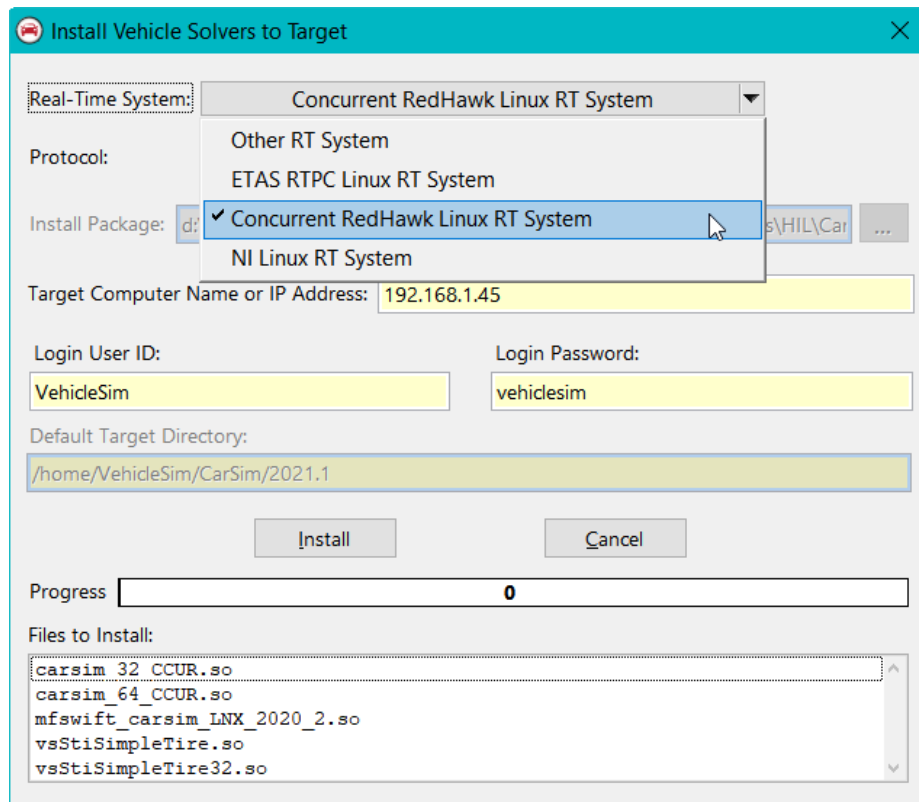 Install Vehicle Solvers to Target
Real-Time System: Concurrent RedHawk Linux RT System
Other RT System
Protocol:
ETAS RTPC Linux RT System
Concurrent RedHawk Linux RT System
Install Package: d: s\HIL\Car ...
NI Linux RT System
Target Computer Name or IP Address: 192.168.1.45
Login User ID: Login Password:
VehicleSim vehiclesim
Default Target Directory:
/home/VehicleSim/CarSim/2021.1
Install Cancel
Progress 0
Files to Install:
carsim_32_CCUR.so
carsim_64_CCUR.so
mfswift_carsim_LNX_2020_2.so
vsStiSimpleTire.so
vsStiSimpleTire32.so